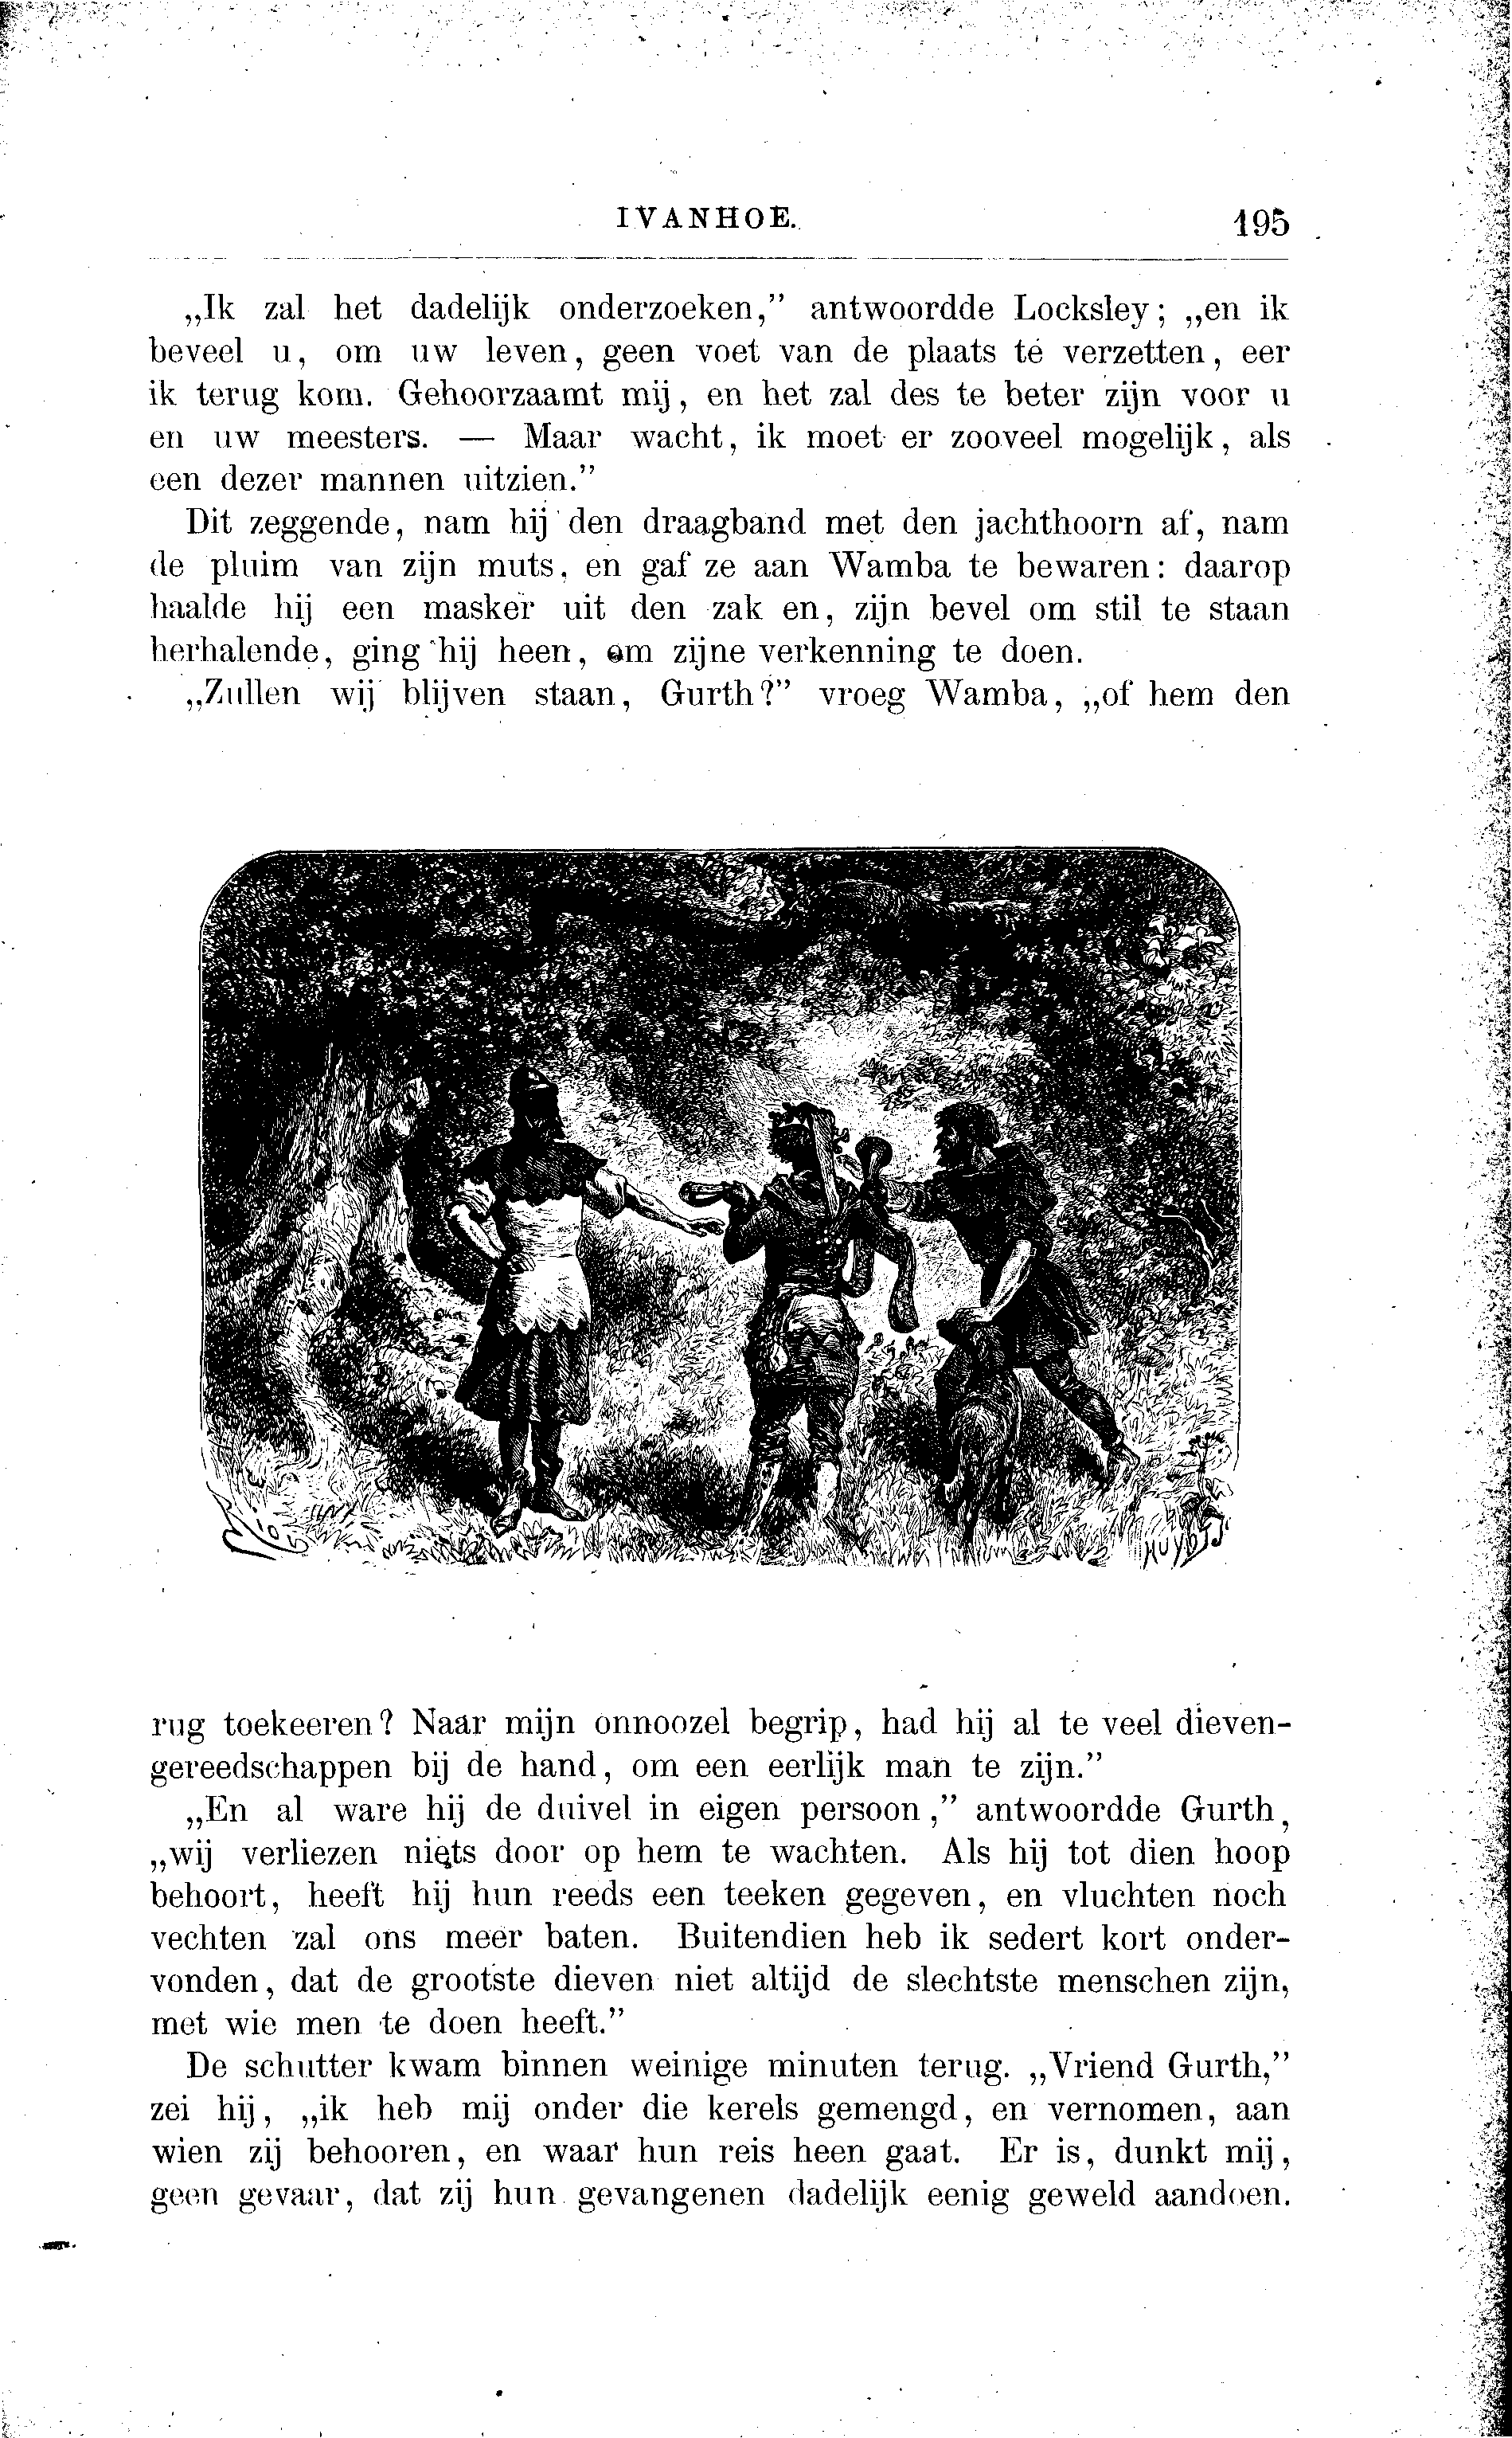 IVANHOE. 195
„Ik zal het dadelijk onderzoeken,” antwoordde Locksley; „en ik
beveel u, om uw leven, geen voet van de plaats te verzetten, eer
ik terug kom. Gehoorzaamt mij, en het zal des te beter zijn voor u
en uw meesters. — Maar wacht, ik moet er zooveel mogelijk, als
een dezer mannen uitzien.”
Dit zeggende, nam hij den draagband met den jachthoorn af, nam
de pluim van zijn muts, en gaf ze aan Wamba te bewaren: daarop
haalde hij een masker uit den zak en, zijn bevel om stil te staan
herhalende, ging hij heen, om zijne verkenning te doen.
„Zullen wij blijven staan, Gurth?” vroeg Wamba, „of hem den
rug toekeeren? Naar mijn onnoozel begrip, had hij al te veel dieven-
gereedschappen bij de hand, om een eerlijk man te zijn.”
„En al ware hij de duivel in eigen persoon,” antwoordde Gurth,
„wij verliezen niets door op hem te wachten. Als hij tot dien hoop
behoort, heeft hij hun reeds een teeken gegeven, en vluchten noch
vechten zal ons meer baten. Buitendien heb ik sedert kort onder-
vonden, dat de grootste dieven niet altijd de slechtste menschen zijn,
met wie men te doen heeft.”
De schutter kwam binnen weinige minuten terug. „Vriend Gurth,”
zei hij, „ik heb mij onder die kerels gemengd, en vernomen, aan
wien zij behooren, en waar hun reis heen gaat. Er is, dunkt mij,
geen gevaar, dat zij hun gevangenen dadelijk eenig geweld aandoen.